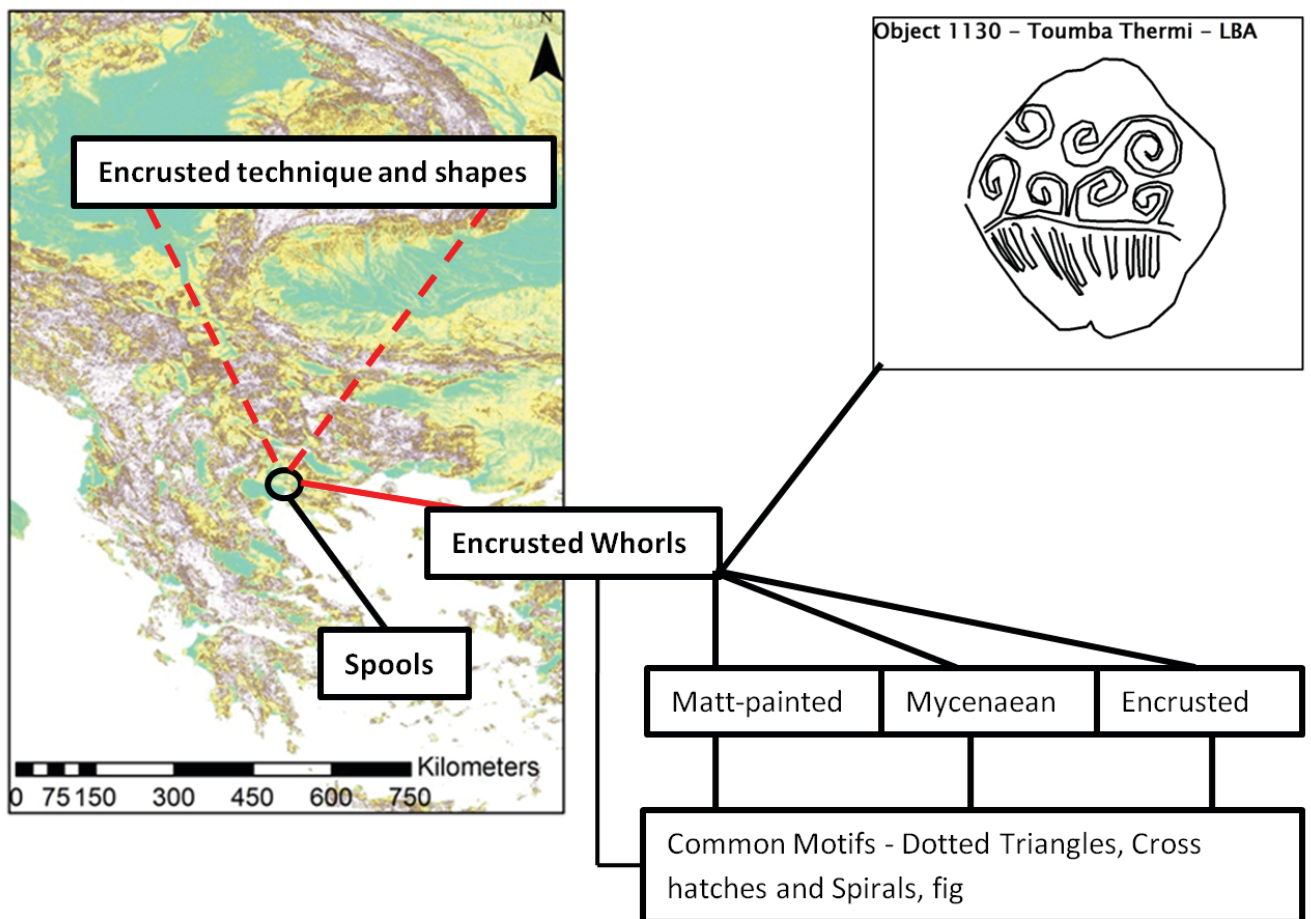 N
Object 1130 – Toumba Thermi – LBA
Encrusted technique and shapes
Encrusted Whorls
Spools
Matt-painted
Mycenaean
Encrusted
Kilometers
0 75 150 300 450 600 750
Common Motifs - Dotted Triangles, Cross
hatches and Spirals, fig